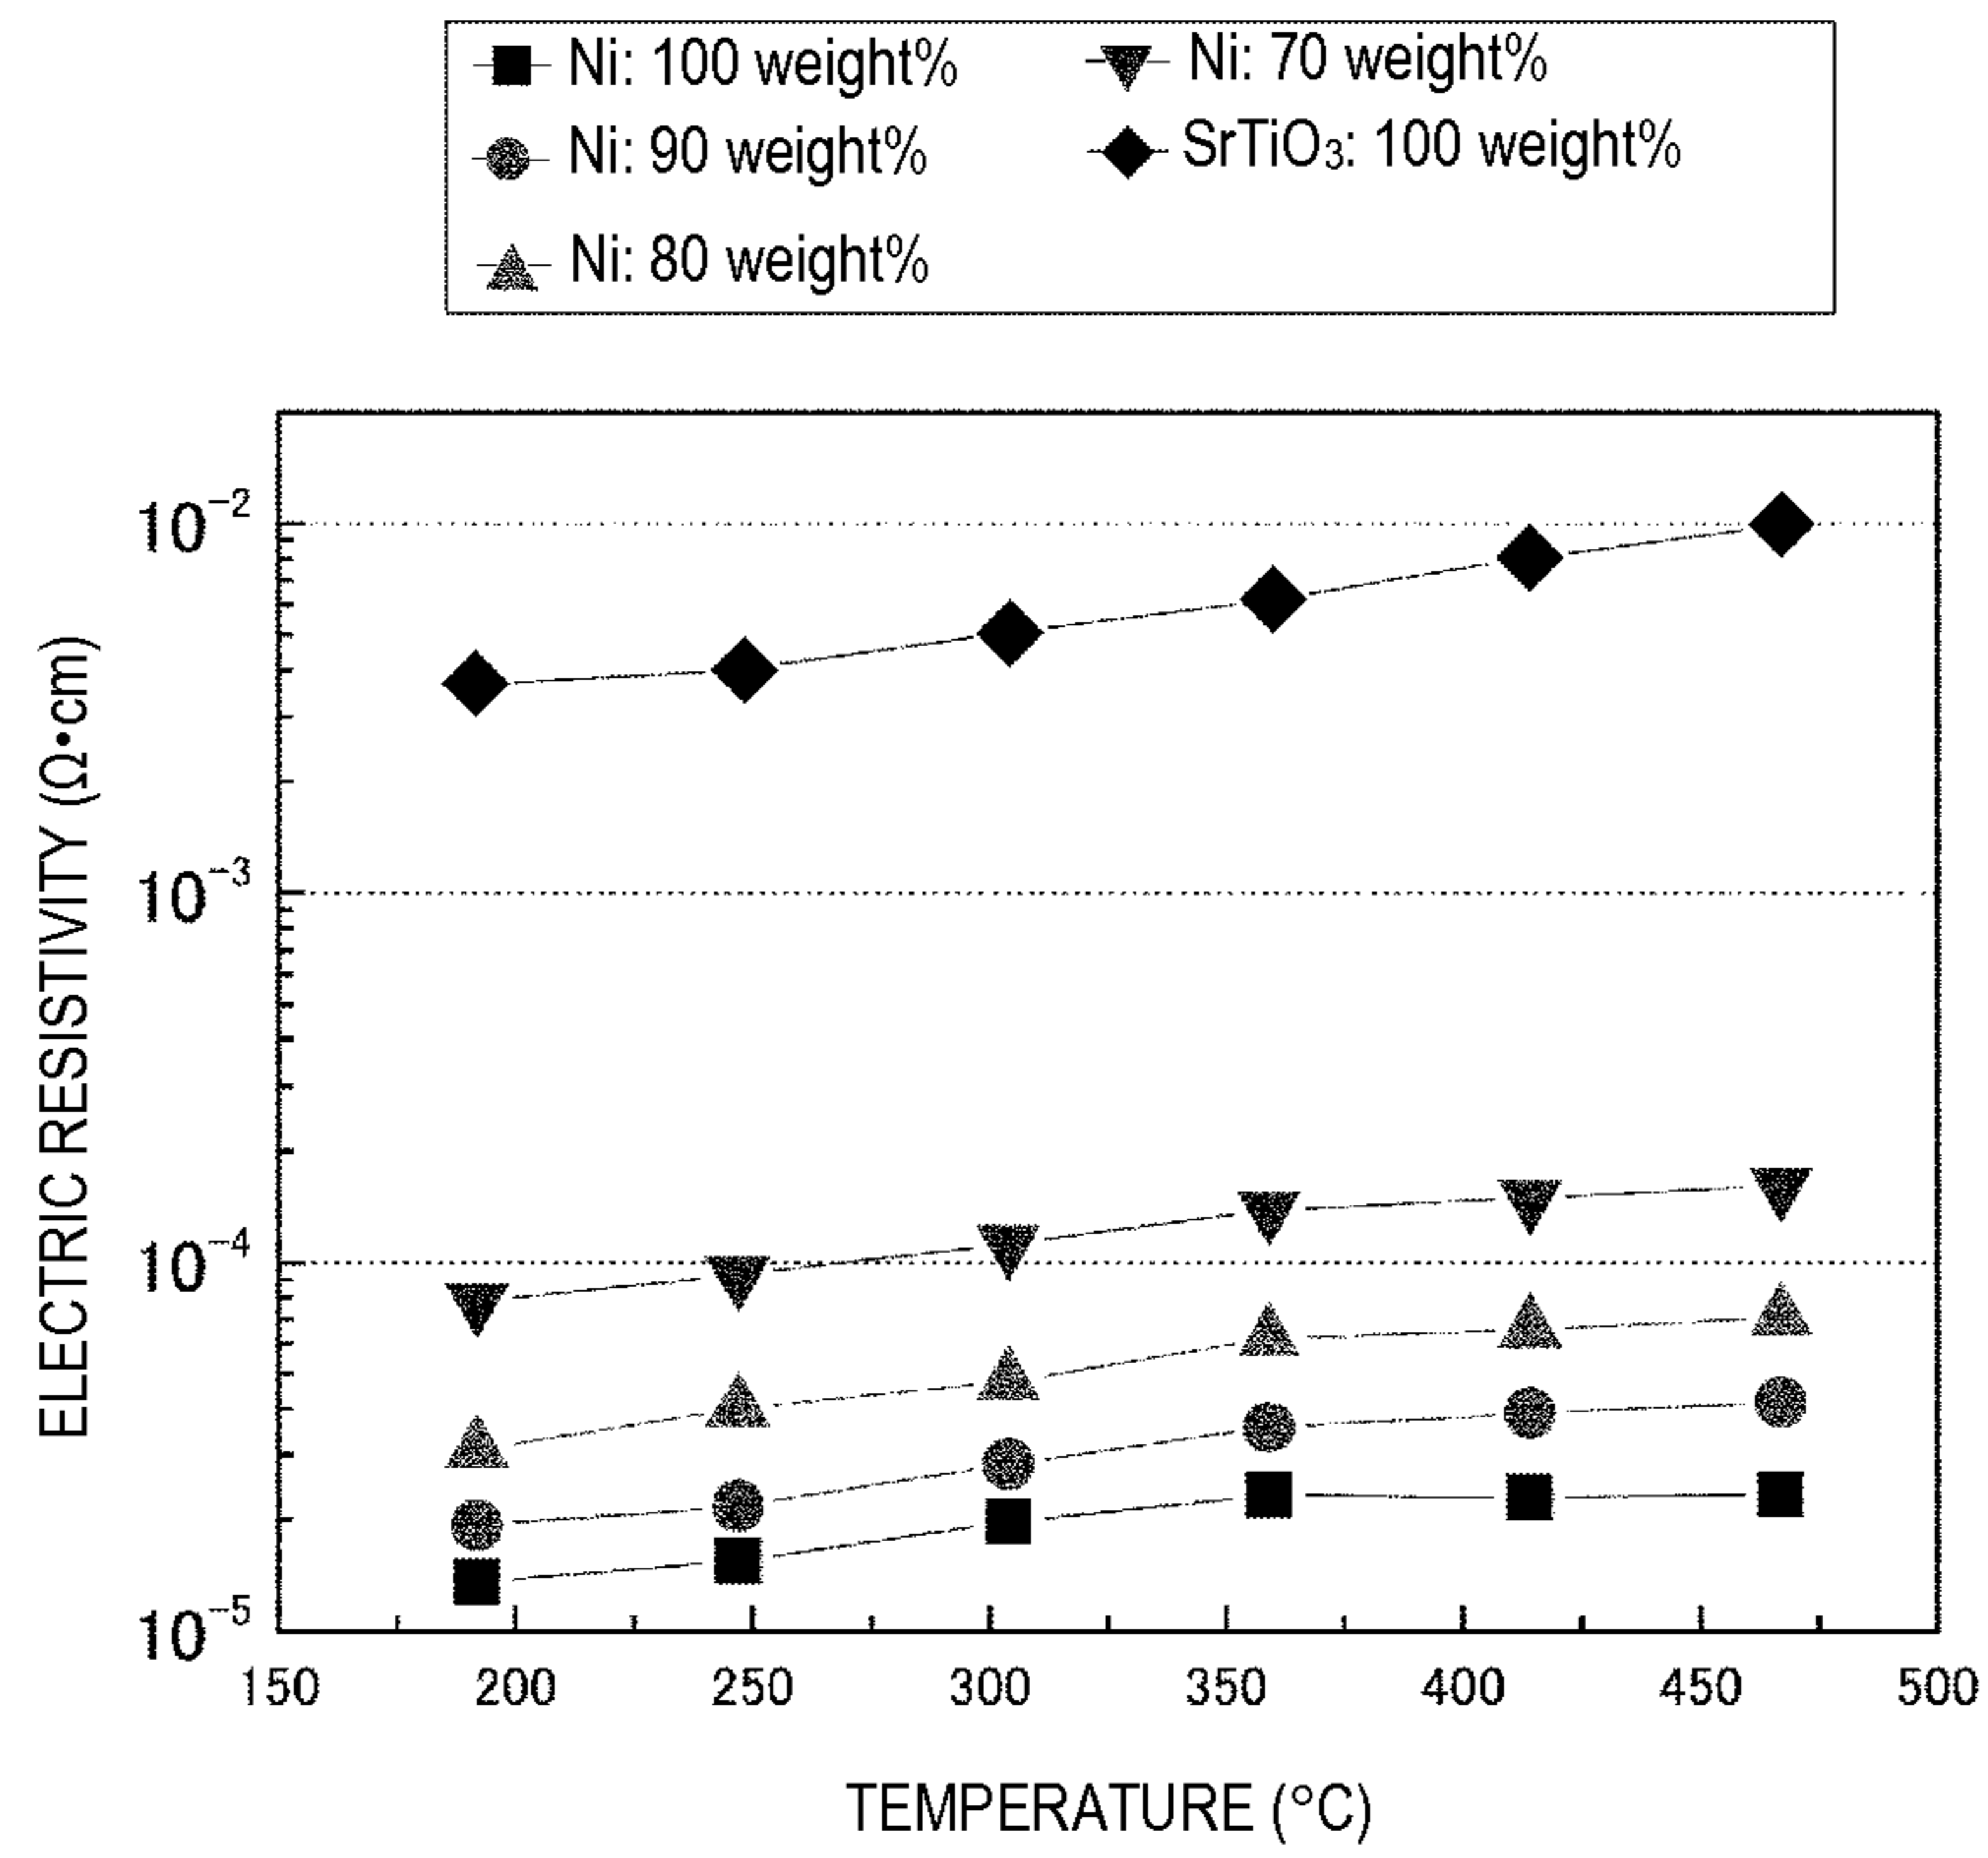 Ni: 100 weight%
Ni: 70 weight%
Ni: 90 weight%
SrTiO₃: 100 weight%
Ni: 80 weight%
ELECTRIC RESISTIVITY (Ω•cm)
10⁻²
10⁻³
10⁻⁴
10⁻⁵
150 200 250 300 350 400 450 500
TEMPERATURE (°C)